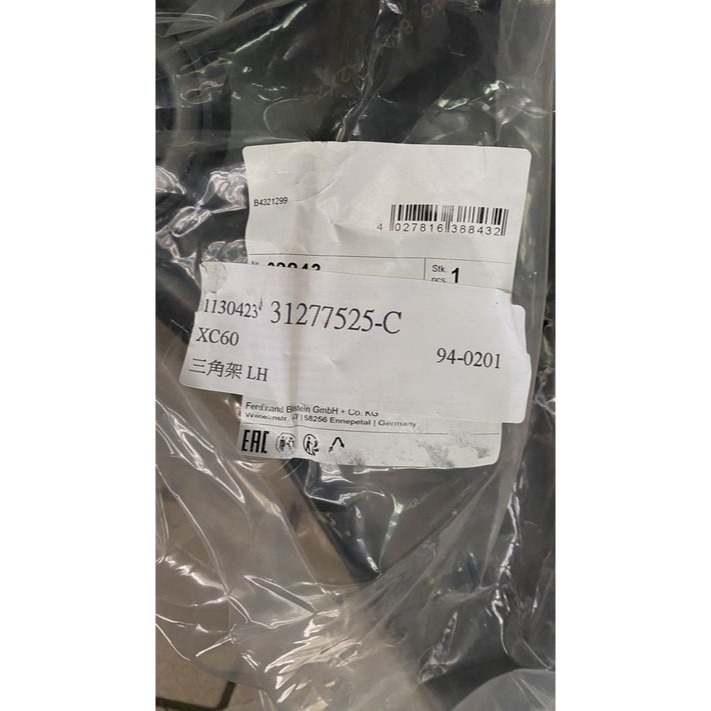 B4321299
4 027816 388432
Stk. 1
pcs
1130423 31277525-C
XC60
94-0201
三角架 LH
Ferdinand Bilstein GmbH + Co. KG
58256 Ennepetal | Germany
EAC